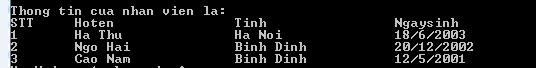 Thong tin cua nhan vien la:
STT Hoten Tinh Ngaysinh
1 Ha Thu Ha Noi 18/6/2003
2 Ngo Hai Binh Dinh 20/12/2002
3 Cao Nam Binh Dinh 12/5/2001